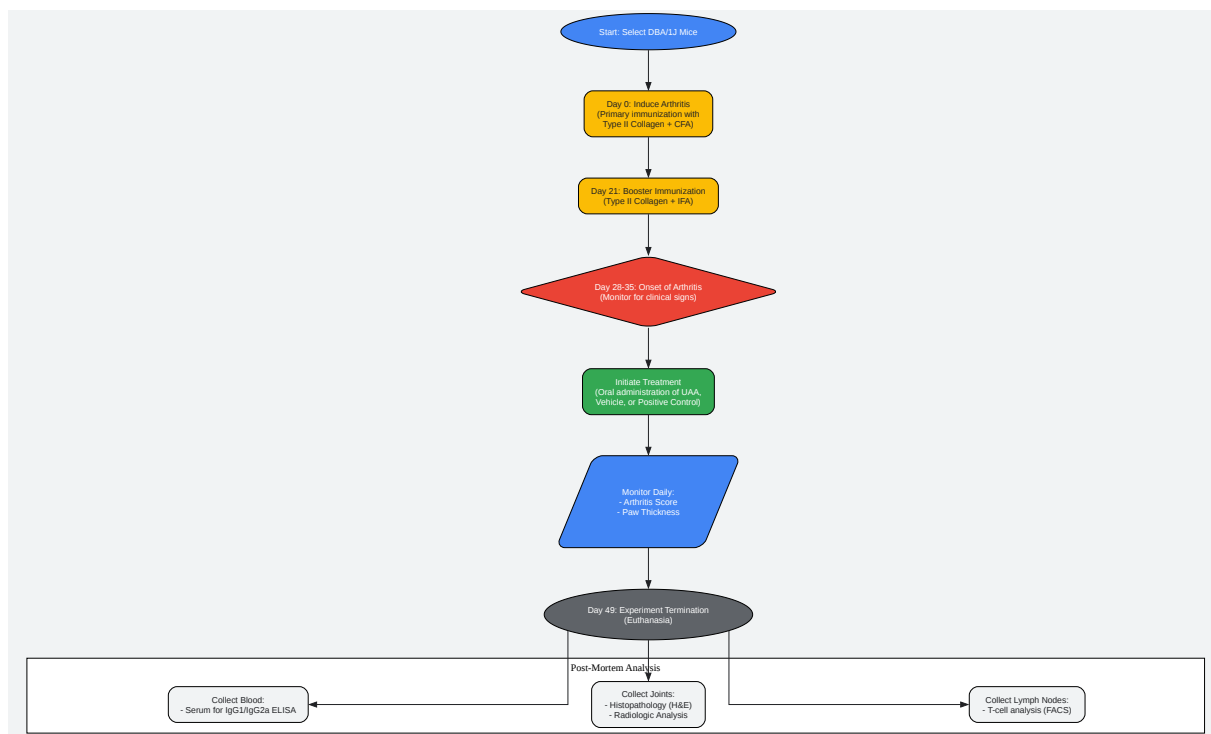 Start: Select DBA/1J Mice
Day 0: Induce Arthritis
(Primary immunization with
Type II Collagen + CFA)
Day 21: Booster Immunization
(Type II Collagen + IFA)
Day 28-35: Onset of Arthritis
(Monitor for clinical signs)
Initiate Treatment
(Oral administration of UAA,
Vehicle, or Positive Control)
Monitor Daily:
- Arthritis Score
- Paw Thickness
Day 49: Experiment Termination
(Euthanasia)
Post-Mortem Analysis
Collect Blood:
- Serum for IgG1/IgG2a ELISA
Collect Joints:
- Histopathology (H&E)
- Radiologic Analysis
Collect Lymph Nodes:
- T-cell analysis (FACS)